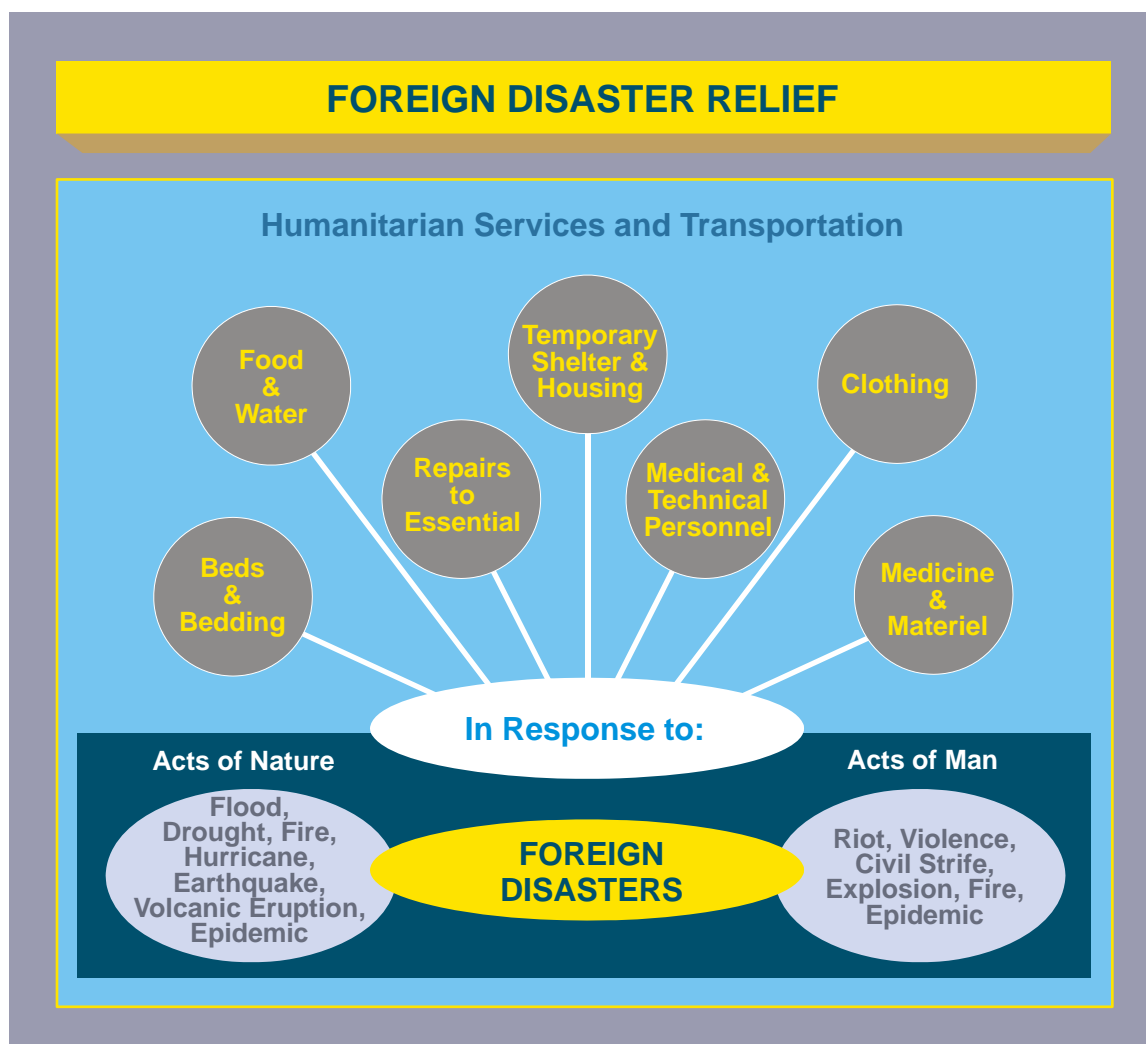 FOREIGN DISASTER RELIEF
Humanitarian Services and Transportation
Food
&
Water
Temporary
Shelter &
Housing
Clothing
Repairs
to
Essential
Medical &
Technical
Personnel
Beds
&
Bedding
Medicine
&
Materiel
In Response to:
Acts of Nature
Acts of Man
Flood,
Drought, Fire,
Hurricane,
Earthquake,
Volcanic Eruption,
Epidemic
FOREIGN
DISASTERS
Riot, Violence,
Civil Strife,
Explosion, Fire,
Epidemic